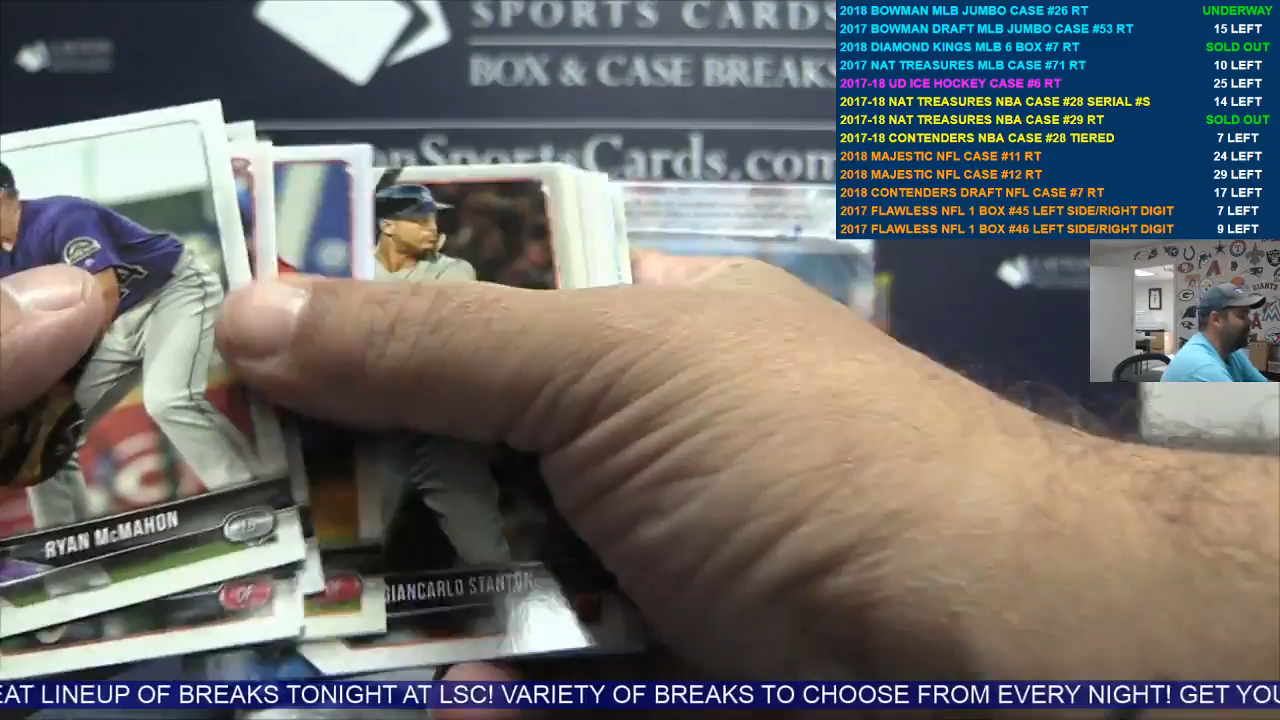 SPORTS CARDS
BOX & CASE BREAKS
onSportsCards.com
2018 BOWMAN MLB JUMBO CASE #26 RT UNDERWAY
2017 BOWMAN DRAFT MLB JUMBO CASE #53 RT 15 LEFT
2018 DIAMOND KINGS MLB 6 BOX #7 RT SOLD OUT
2017 NAT TREASURES MLB CASE #71 RT 10 LEFT
2017-18 UD ICE HOCKEY CASE #6 RT 25 LEFT
2017-18 NAT TREASURES NBA CASE #28 SERIAL #S 14 LEFT
2017-18 NAT TREASURES NBA CASE #29 RT SOLD OUT
2017-18 CONTENDERS NBA CASE #28 TIERED 7 LEFT
2018 MAJESTIC NFL CASE #11 RT 24 LEFT
2018 MAJESTIC NFL CASE #12 RT 29 LEFT
2018 CONTENDERS DRAFT NFL CASE #7 RT 17 LEFT
2017 FLAWLESS NFL 1 BOX #45 LEFT SIDE/RIGHT DIGIT 7 LEFT
2017 FLAWLESS NFL 1 BOX #46 LEFT SIDE/RIGHT DIGIT 9 LEFT
GIANTS
RYAN McMAHON
GIANCARLO STANTON
EAT LINEUP OF BREAKS TONIGHT AT LSC! VARIETY OF BREAKS TO CHOOSE FROM EVERY NIGHT! GET YOU